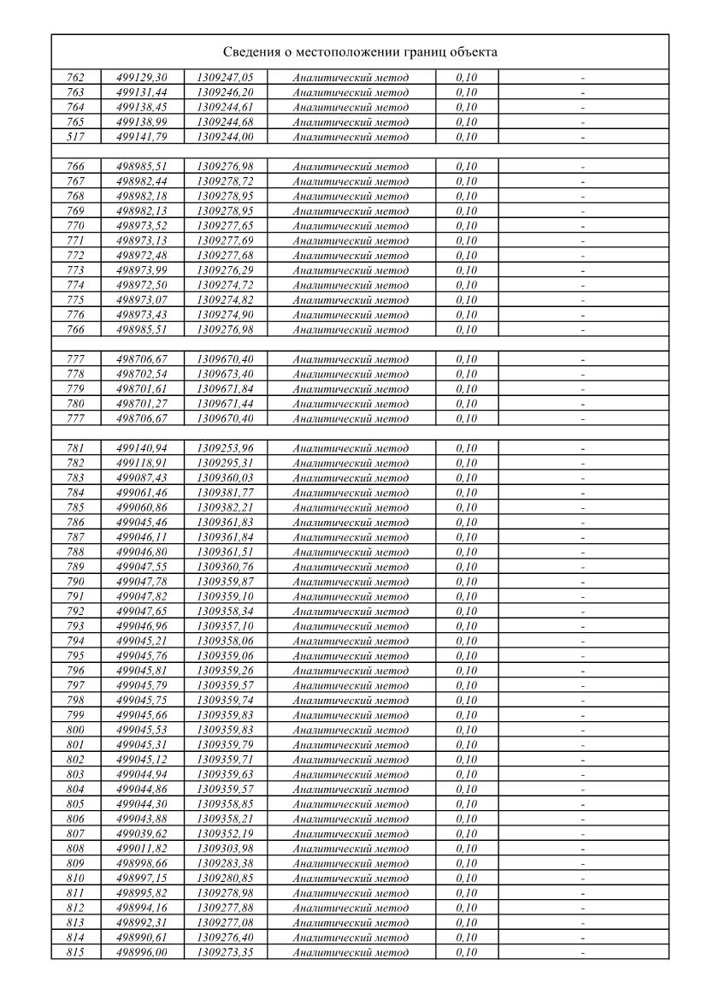 Сведения о местоположении границ объекта
762 499129,30 1309247,05 Аналитический метод 0,10 -
763 499131,44 1309246,20 Аналитический метод 0,10 -
764 499138,45 1309244,61 Аналитический метод 0,10 -
765 499138,99 1309244,68 Аналитический метод 0,10 -
517 499141,79 1309244,00 Аналитический метод 0,10 -
766 498985,51 1309276,98 Аналитический метод 0,10 -
767 498982,44 1309278,72 Аналитический метод 0,10 -
768 498982,18 1309278,95 Аналитический метод 0,10 -
769 498982,13 1309278,95 Аналитический метод 0,10 -
770 498973,52 1309277,65 Аналитический метод 0,10 -
771 498973,13 1309277,69 Аналитический метод 0,10 -
772 498972,48 1309277,68 Аналитический метод 0,10 -
773 498973,99 1309276,29 Аналитический метод 0,10 -
774 498972,50 1309274,72 Аналитический метод 0,10 -
775 498973,07 1309274,82 Аналитический метод 0,10 -
776 498973,43 1309274,90 Аналитический метод 0,10 -
766 498985,51 1309276,98 Аналитический метод 0,10 -
777 498706,67 1309670,40 Аналитический метод 0,10 -
778 498702,54 1309673,40 Аналитический метод 0,10 -
779 498701,61 1309671,84 Аналитический метод 0,10 -
780 498701,27 1309671,44 Аналитический метод 0,10 -
777 498706,67 1309670,40 Аналитический метод 0,10 -
781 499140,94 1309253,96 Аналитический метод 0,10 -
782 499118,91 1309295,31 Аналитический метод 0,10 -
783 499087,43 1309360,03 Аналитический метод 0,10 -
784 499061,46 1309381,77 Аналитический метод 0,10 -
785 499060,86 1309382,21 Аналитический метод 0,10 -
786 499045,46 1309361,83 Аналитический метод 0,10 -
787 499046,11 1309361,84 Аналитический метод 0,10 -
788 499046,80 1309361,51 Аналитический метод 0,10 -
789 499047,55 1309360,76 Аналитический метод 0,10 -
790 499047,78 1309359,87 Аналитический метод 0,10 -
791 499047,82 1309359,10 Аналитический метод 0,10 -
792 499047,65 1309358,34 Аналитический метод 0,10 -
793 499046,96 1309357,10 Аналитический метод 0,10 -
794 499045,21 1309358,06 Аналитический метод 0,10 -
795 499045,76 1309359,06 Аналитический метод 0,10 -
796 499045,81 1309359,26 Аналитический метод 0,10 -
797 499045,79 1309359,57 Аналитический метод 0,10 -
798 499045,75 1309359,74 Аналитический метод 0,10 -
799 499045,66 1309359,83 Аналитический метод 0,10 -
800 499045,53 1309359,83 Аналитический метод 0,10 -
801 499045,31 1309359,79 Аналитический метод 0,10 -
802 499045,12 1309359,71 Аналитический метод 0,10 -
803 499044,94 1309359,63 Аналитический метод 0,10 -
804 499044,86 1309359,57 Аналитический метод 0,10 -
805 499044,30 1309358,85 Аналитический метод 0,10 -
806 499043,88 1309358,21 Аналитический метод 0,10 -
807 499039,62 1309352,19 Аналитический метод 0,10 -
808 499011,82 1309303,98 Аналитический метод 0,10 -
809 498998,66 1309283,38 Аналитический метод 0,10 -
810 498997,15 1309280,85 Аналитический метод 0,10 -
811 498995,82 1309278,98 Аналитический метод 0,10 -
812 498994,16 1309277,88 Аналитический метод 0,10 -
813 498992,31 1309277,08 Аналитический метод 0,10 -
814 498990,61 1309276,40 Аналитический метод 0,10 -
815 498996,00 1309273,35 Аналитический метод 0,10 -